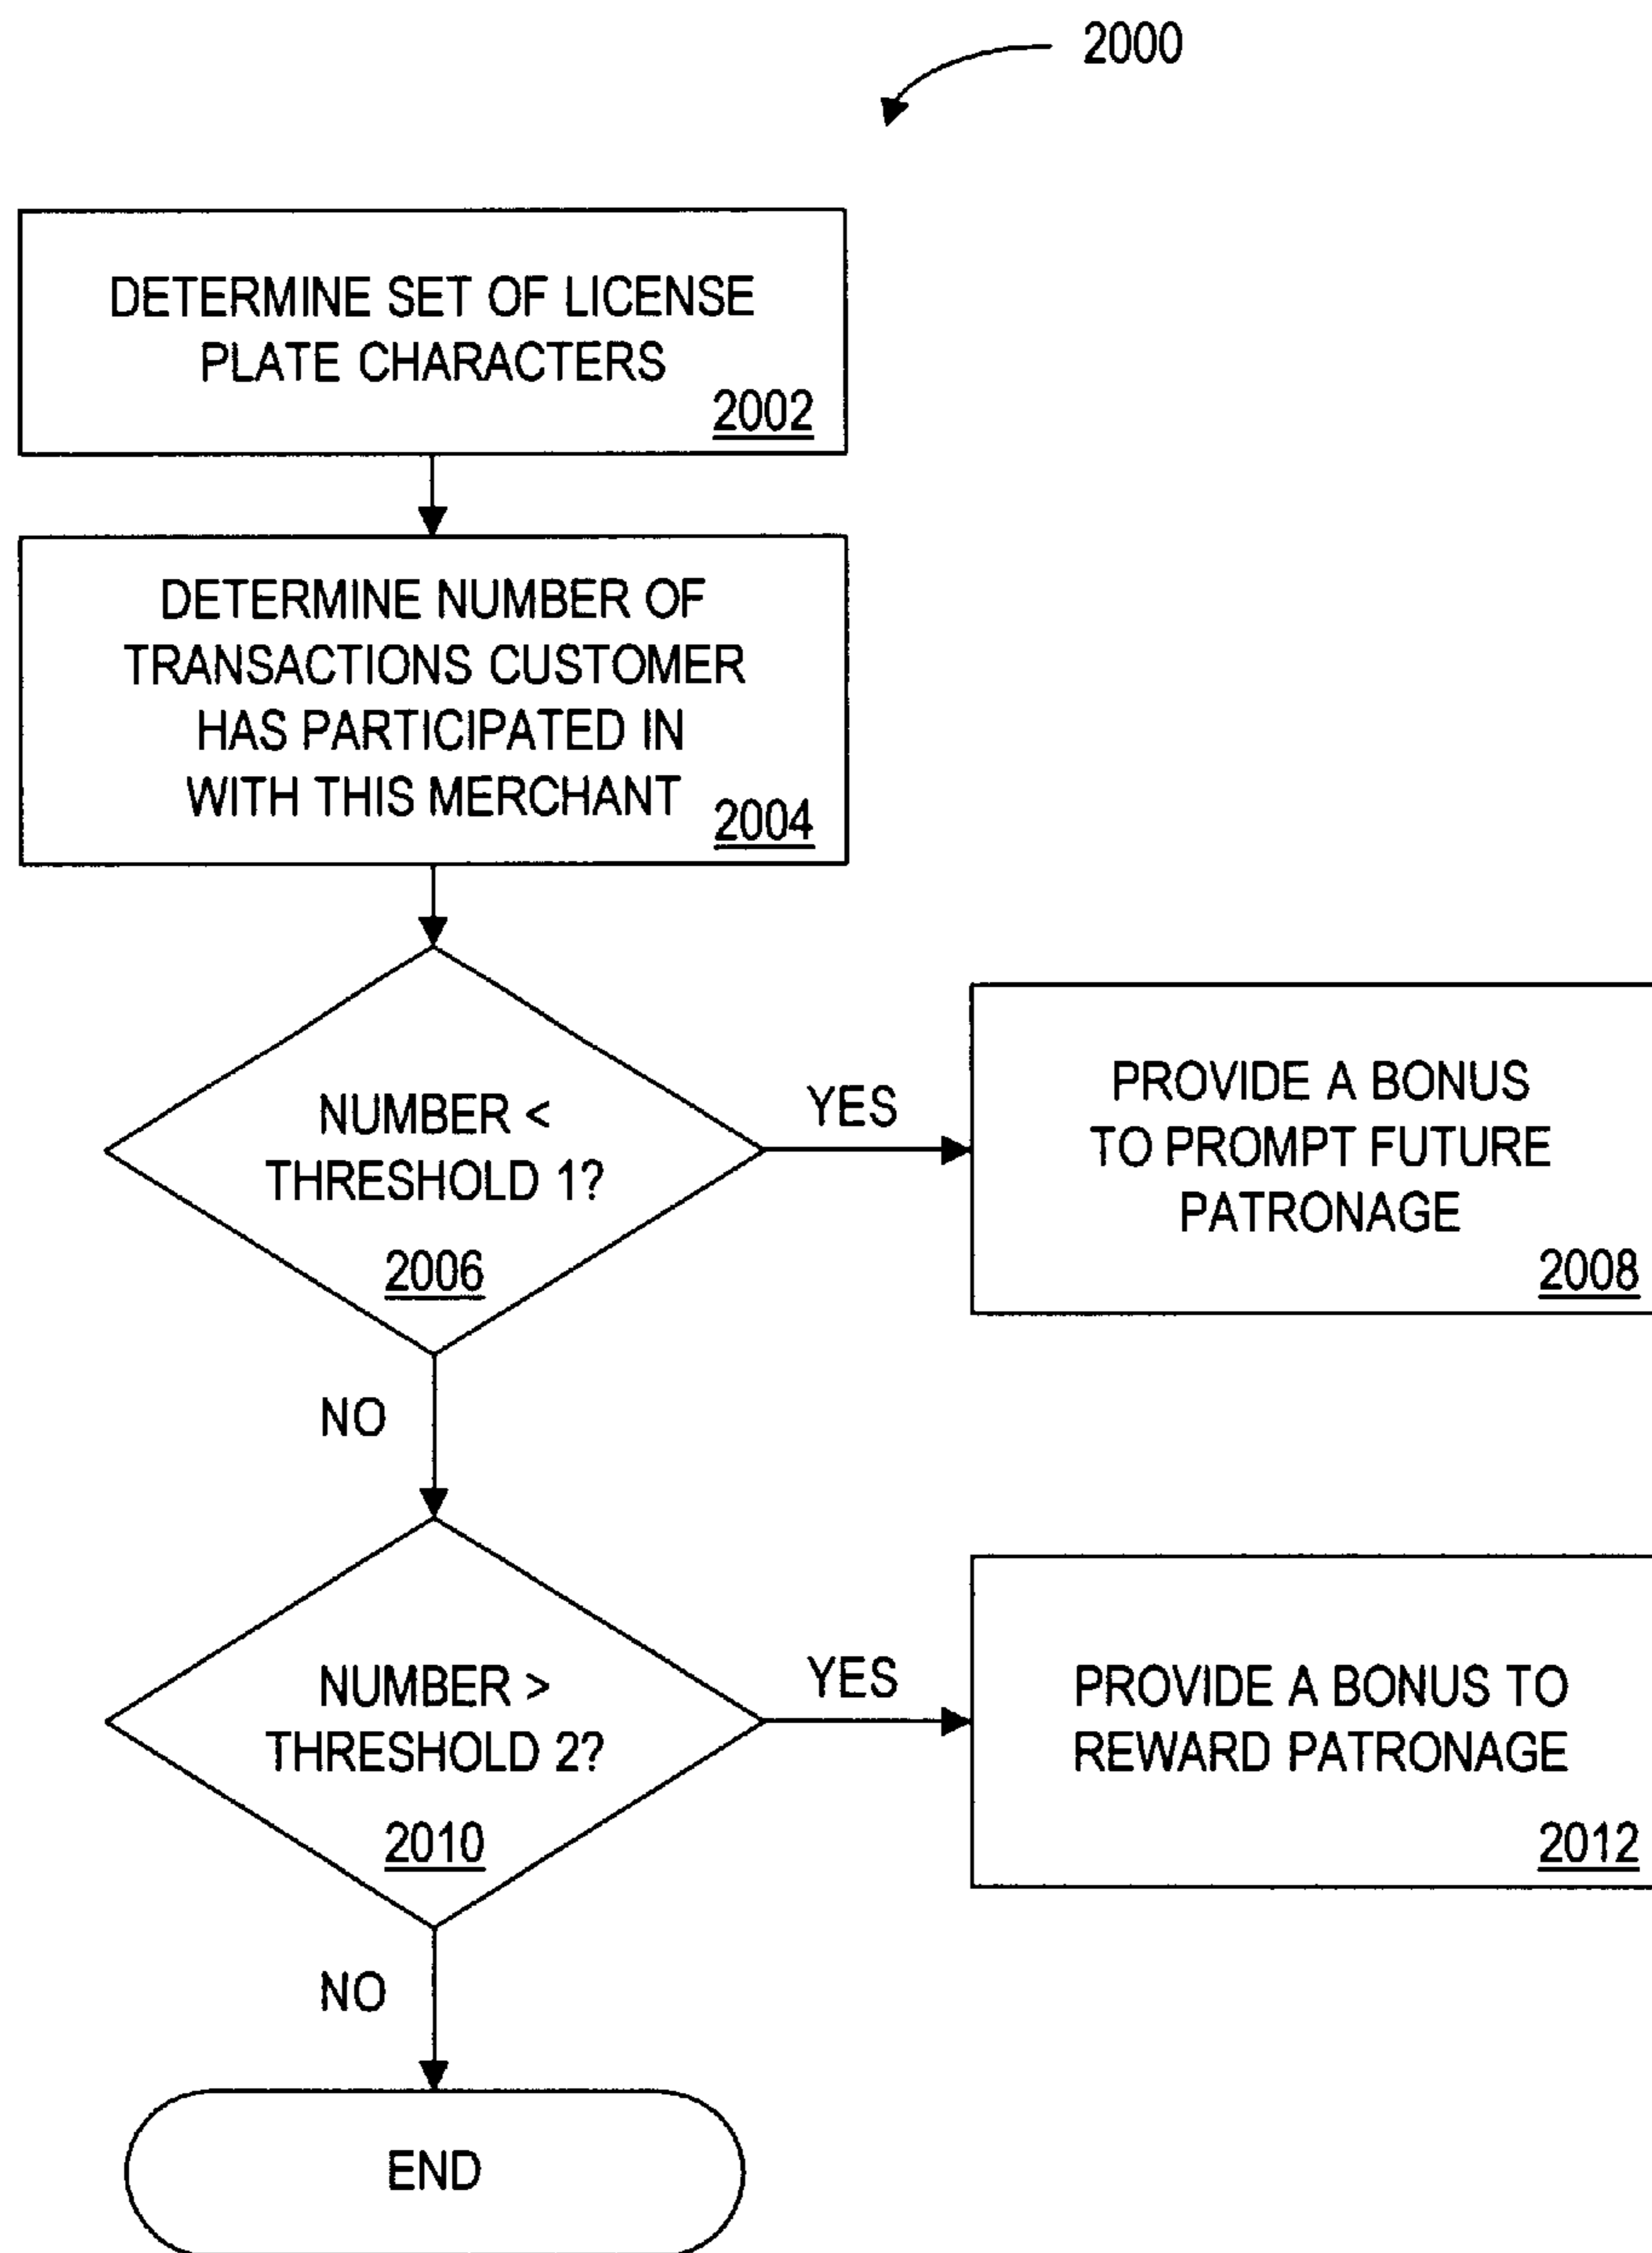 2000
DETERMINE SET OF LICENSE
PLATE CHARACTERS
2002
DETERMINE NUMBER OF
TRANSACTIONS CUSTOMER
HAS PARTICIPATED IN
WITH THIS MERCHANT
2004
NUMBER <
THRESHOLD 1?
2006
YES
PROVIDE A BONUS
TO PROMPT FUTURE
PATRONAGE
2008
NO
NUMBER >
THRESHOLD 2?
2010
YES
PROVIDE A BONUS TO
REWARD PATRONAGE
2012
NO
END